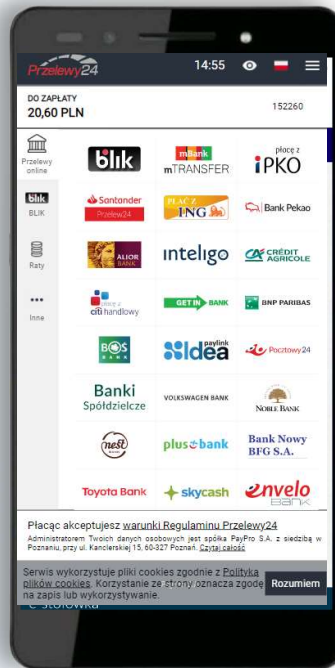 Przelewy24
14:55
DO ZAPŁATY
20,60 PLN
152260
Przelewy
online
BLIK
Raty
Inne
blik
mBank
mTRANSFER
płacę z
iPKO
Santander
Przelew24
PŁAĆ Z
ING
Bank Pekao
ALIOR
BANK
inteligo
CRÉDIT
AGRICOLE
płacę z
citi handlowy
GET IN BANK
BNP PARIBAS
BOŚ
BANK
paylink
Idea
Pocztowy24
Banki
Spółdzielcze
VOLKSWAGEN BANK
NOBLE BANK
nest
plus bank
Bank Nowy
BFG S.A.
Toyota Bank
skycash
envelo
BANK
Płacąc akceptujesz warunki Regulaminu Przelewy24
Administratorem Twoich danych osobowych jest spółka PayPro S.A. z siedzibą w
Poznaniu, przy ul. Kanclerskiej 15, 60-327 Poznań. Czytaj całość
Serwis wykorzystuje pliki cookies zgodnie z Polityką
plików cookies. Korzystanie ze strony oznacza zgodę
na zapis lub wykorzystywanie.
Rozumiem
e-stołówka